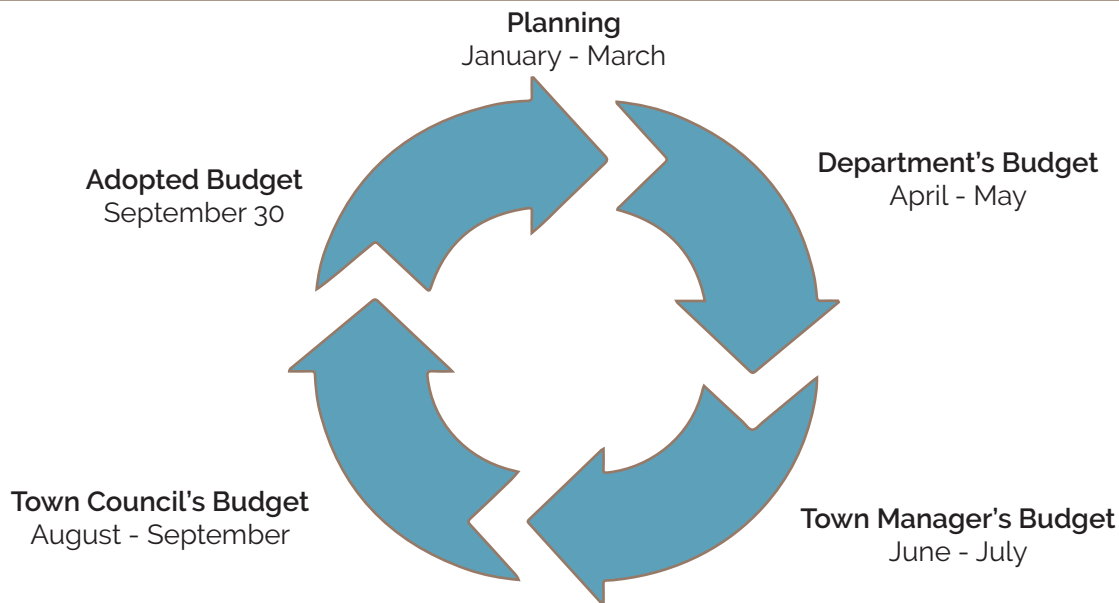 Planning
January - March
Department's Budget
April - May
Town Manager's Budget
June - July
Town Council's Budget
August - September
Adopted Budget
September 30